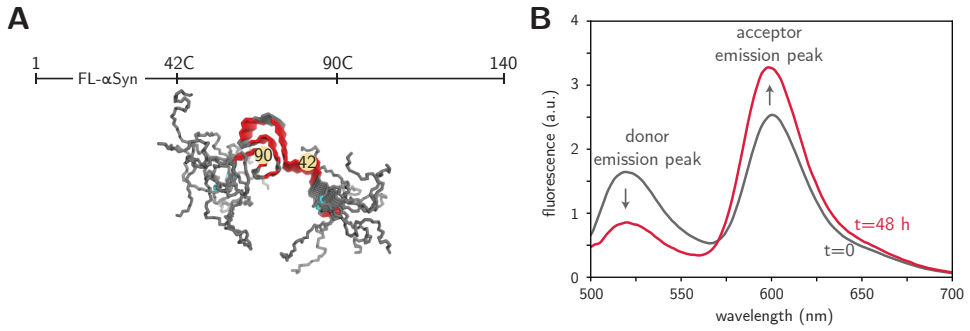 A
1 42C 90C 140
FL-αSyn
90 42
B
fluorescence (a.u.)
4
3
2
1
0
acceptor
emission peak
donor
emission peak
t=48 h
t=0
500 550 600 650 700
wavelength (nm)